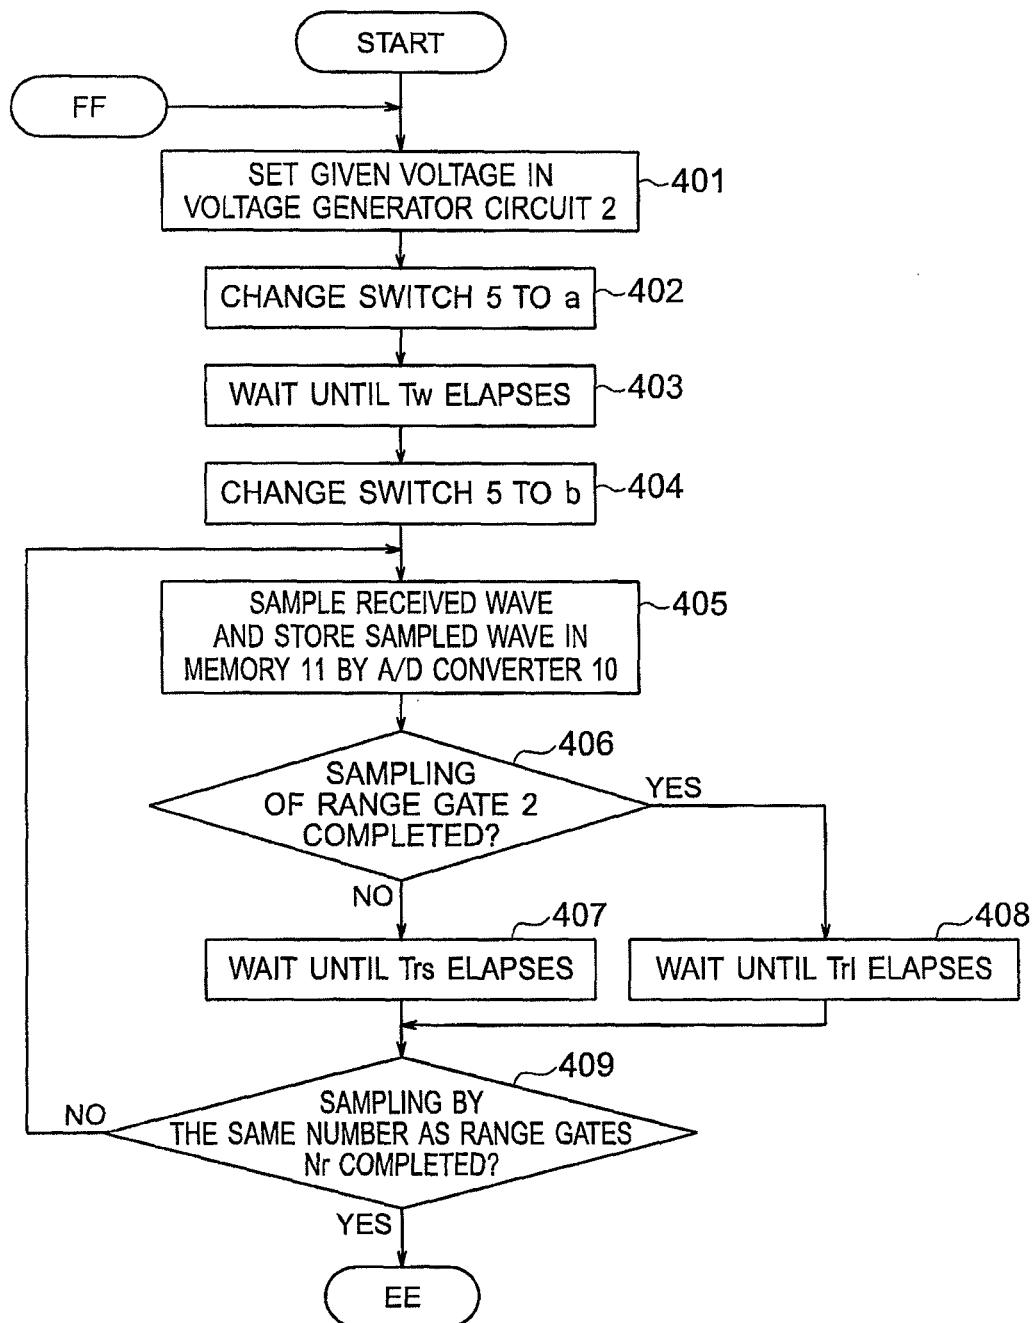 START
FF
SET GIVEN VOLTAGE IN
VOLTAGE GENERATOR CIRCUIT 2
401
CHANGE SWITCH 5 TO a
402
WAIT UNTIL Tw ELAPSES
403
CHANGE SWITCH 5 TO b
404
SAMPLE RECEIVED WAVE
AND STORE SAMPLED WAVE IN
MEMORY 11 BY A/D CONVERTER 10
405
SAMPLING
OF RANGE GATE 2
COMPLETED?
406
YES
NO
WAIT UNTIL Trs ELAPSES
407
WAIT UNTIL Trl ELAPSES
408
SAMPLING BY
THE SAME NUMBER AS RANGE GATES
Nr COMPLETED?
409
NO
YES
EE